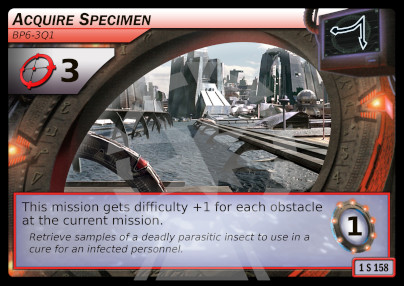 ACQUIRE SPECIMEN
BP6-3Q1
3
This mission gets difficulty +1 for each obstacle
at the current mission.
Retrieve samples of a deadly parasitic insect to use in a
cure for an infected personnel.
1
1 S 158